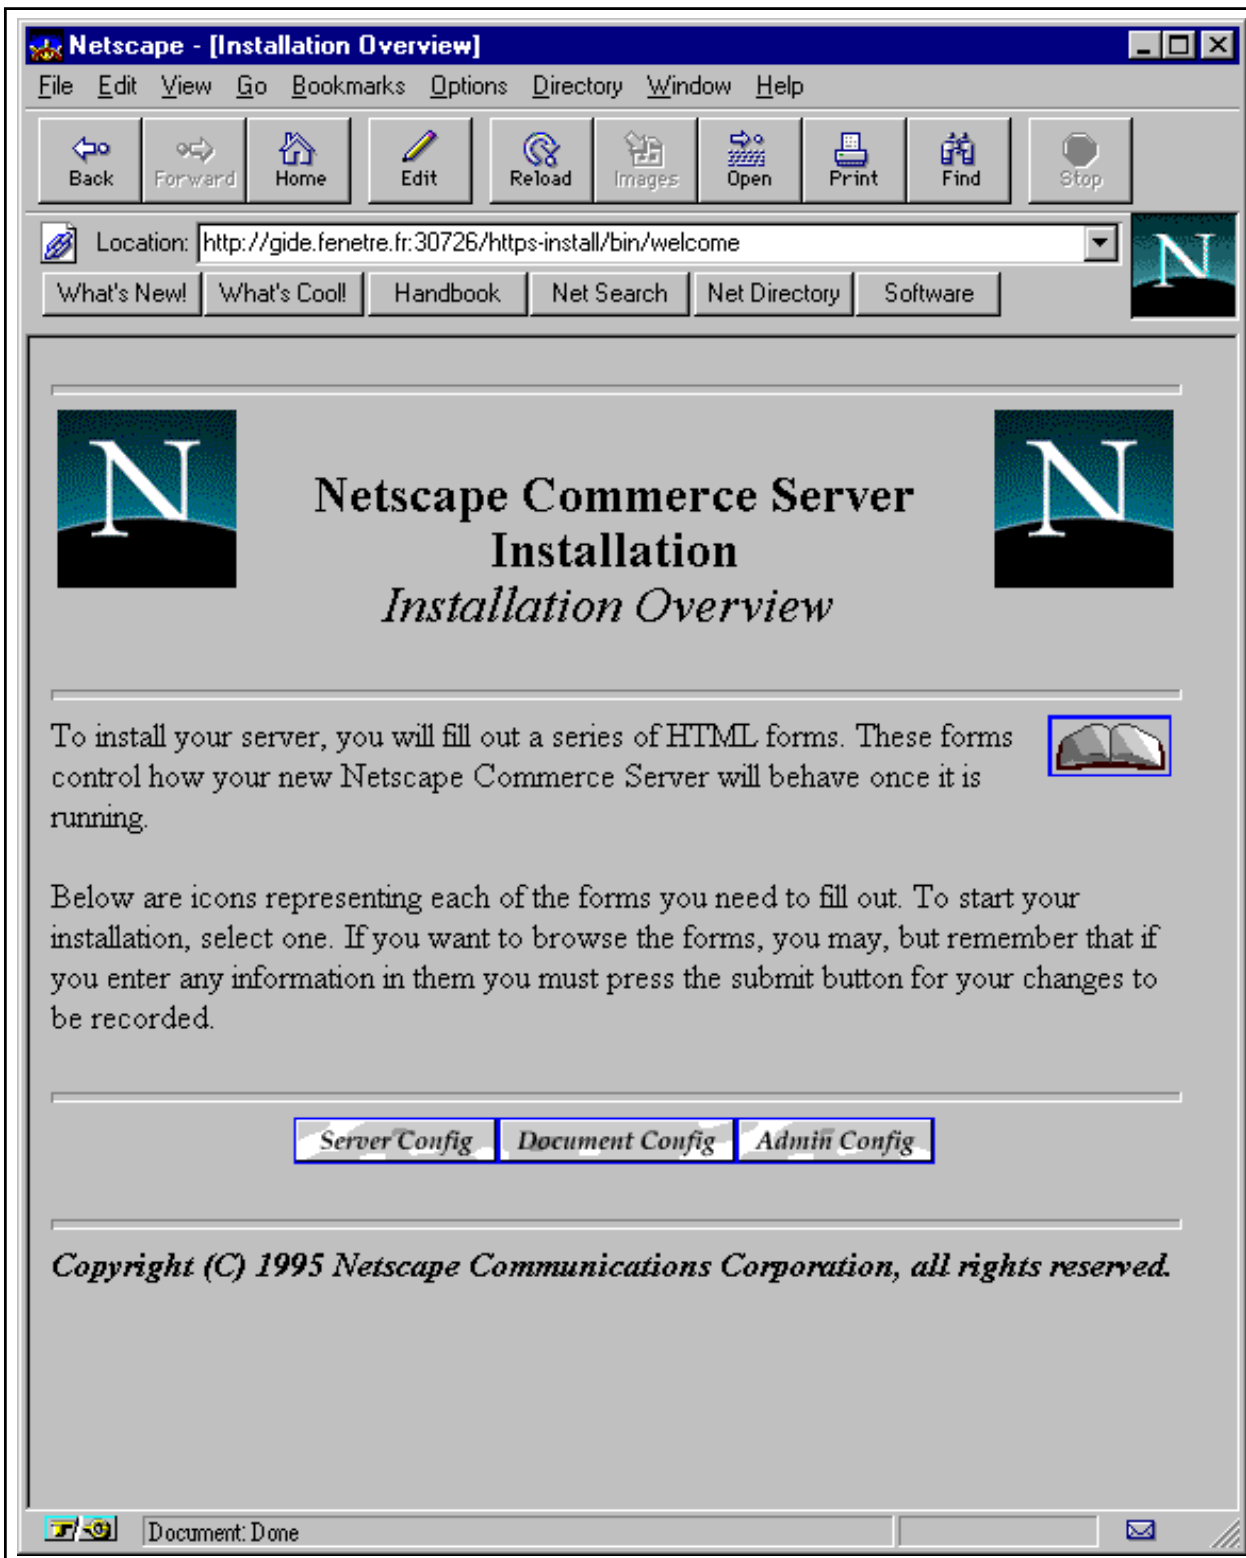 Netscape - [Installation Overview]
File Edit View Go Bookmarks Options Directory Window Help
Back Forward Home Edit Reload Images Open Print Find Stop
Location: http://gide.fenetre.fr:30726/https-install/bin/welcome
N
What's New! What's Cool! Handbook Net Search Net Directory Software
N
N
Netscape Commerce Server
Installation
Installation Overview
To install your server, you will fill out a series of HTML forms. These forms
control how your new Netscape Commerce Server will behave once it is
running.
Below are icons representing each of the forms you need to fill out. To start your
installation, select one. If you want to browse the forms, you may, but remember that if
you enter any information in them you must press the submit button for your changes to
be recorded.
Server Config Document Config Admin Config
Copyright (C) 1995 Netscape Communications Corporation, all rights reserved.
Document: Done